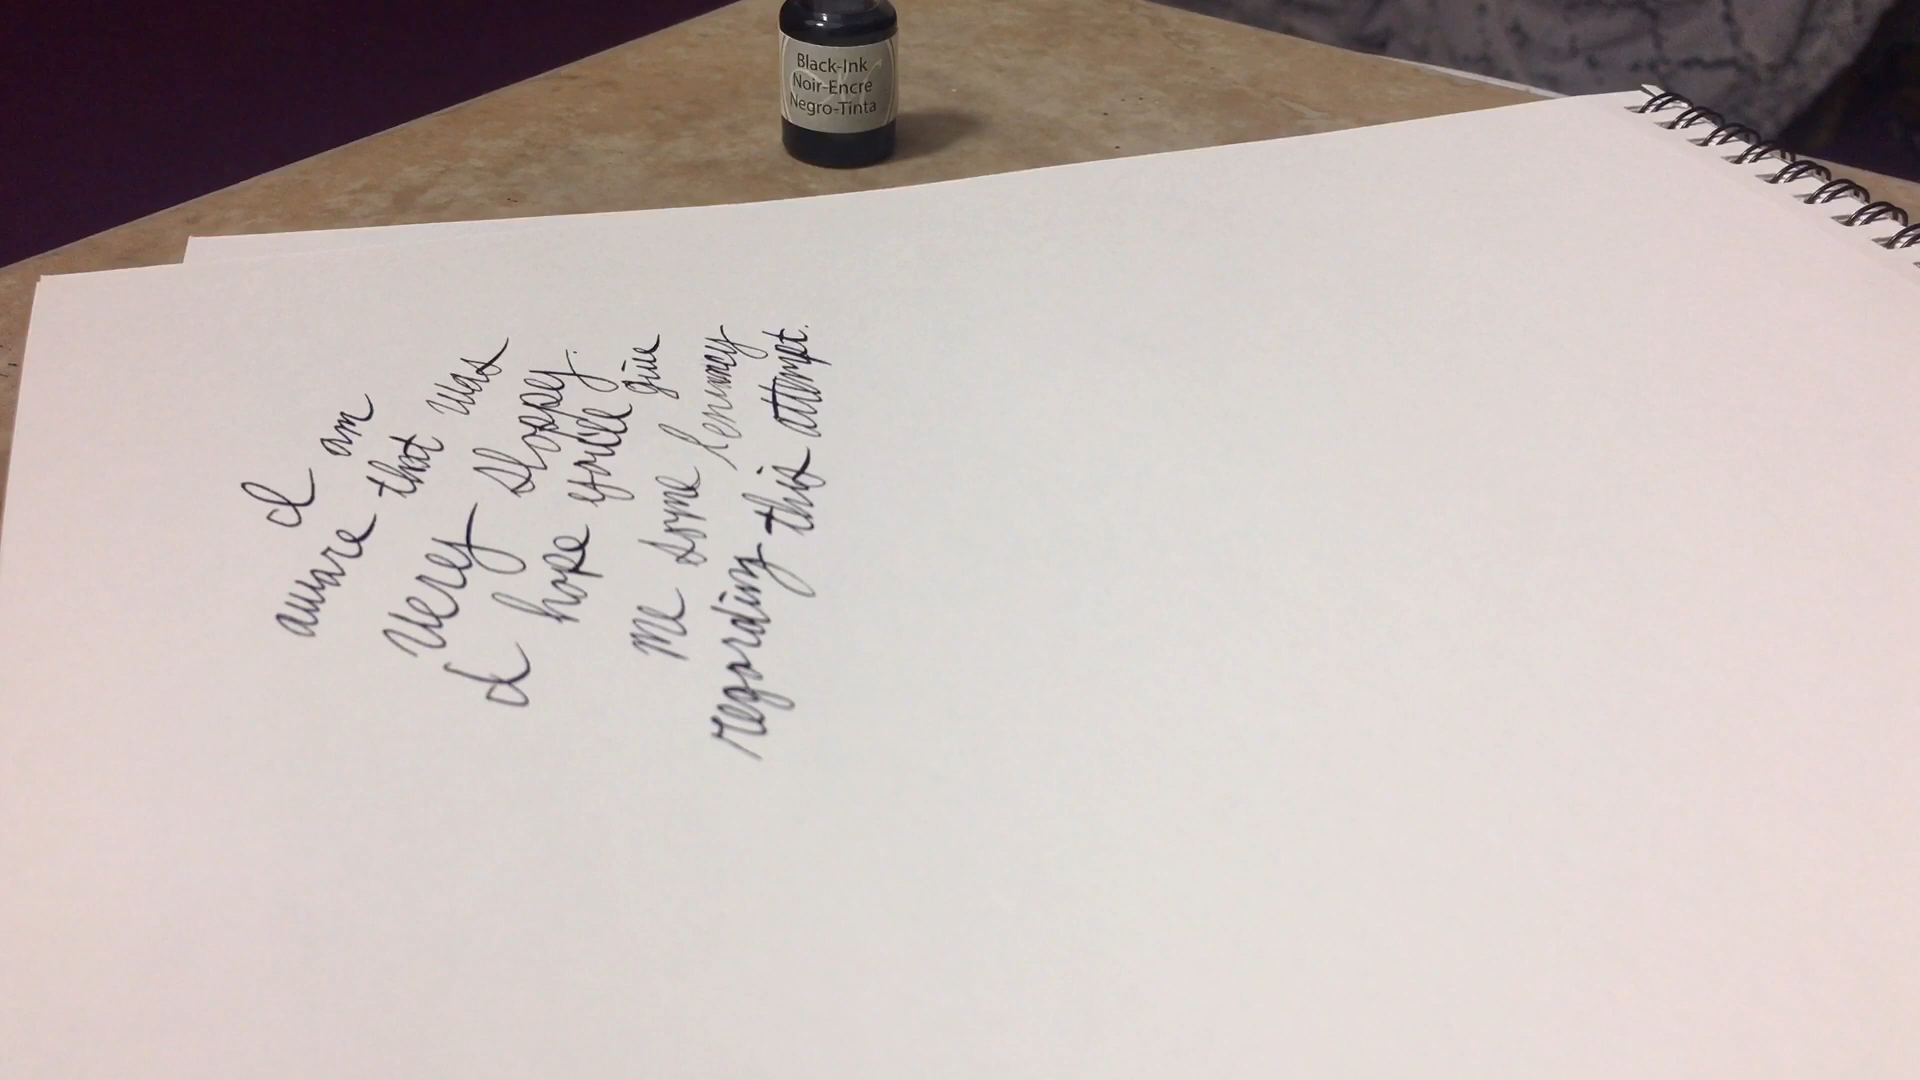 Black-Ink
Noir-Encre
Negro-Tinta
I am
aware that was
very sloppy.
I hope you'll give
me some leniency
regarding this attempt.